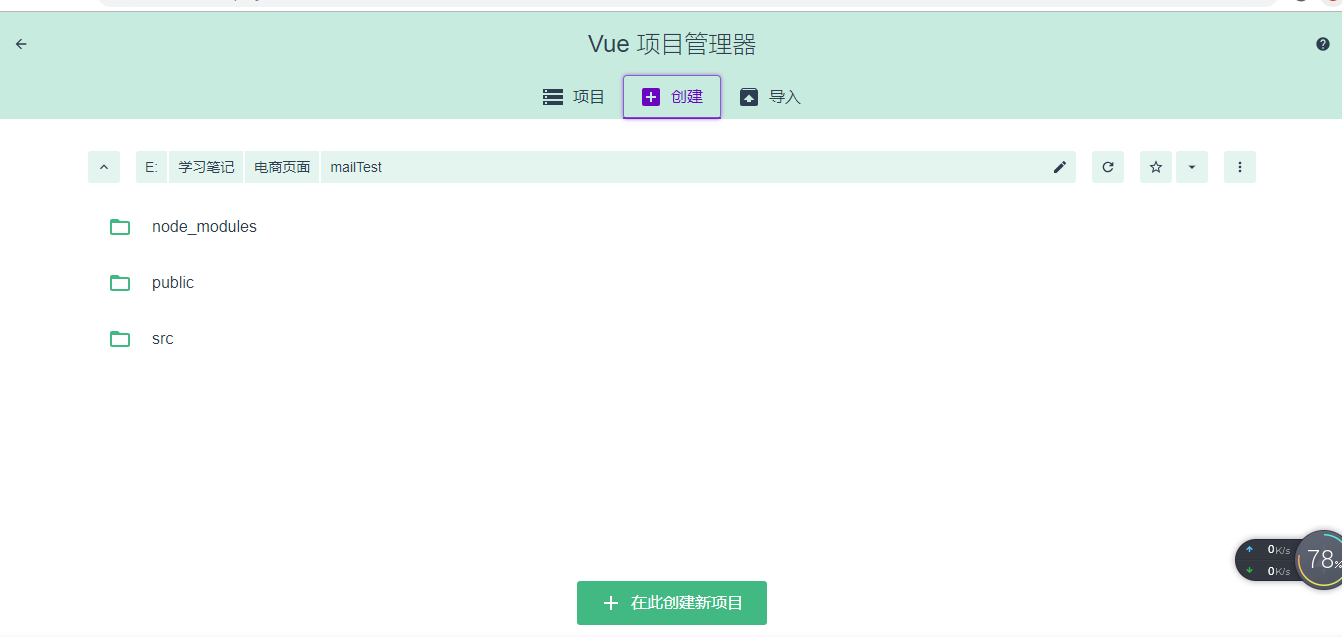 Vue 项目管理器
项目 创建 导入
E: 学习笔记 电商页面 mailTest
node_modules
public
src
0K/s
0K/s
78%
在此创建新项目